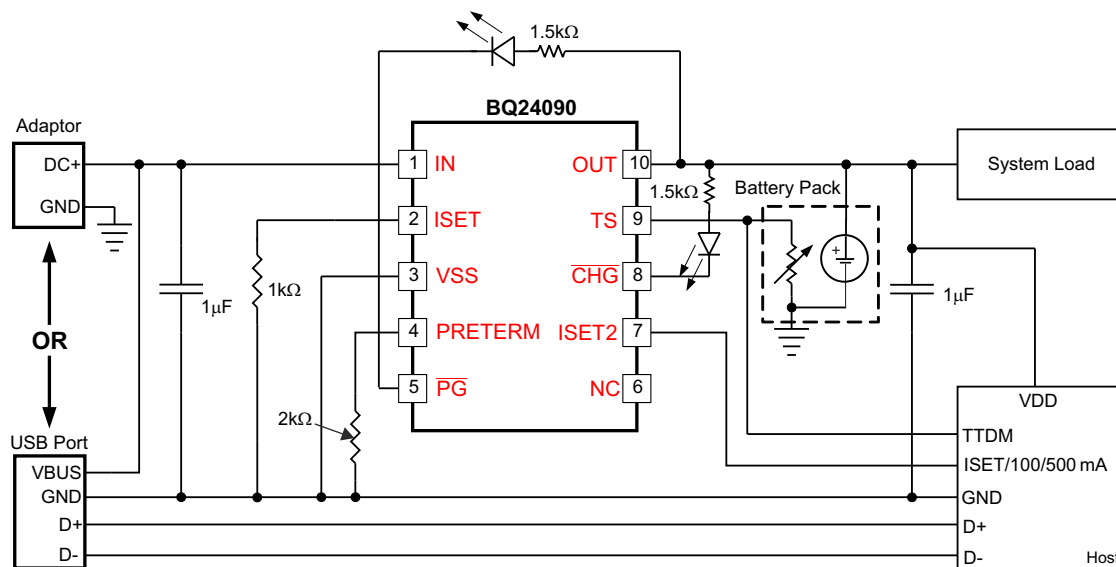 1.5kΩ
BQ24090
Adaptor
DC+
GND
1 IN
2 ISET
3 VSS
4 PRETERM
5 PG
OUT 10
TS 9
CHG 8
ISET2 7
NC 6
1.5kΩ
Battery Pack
+
System Load
1μF
1kΩ
2kΩ
1μF
OR
USB Port
VBUS
GND
D+
D-
VDD
TTDM
ISET/100/500 mA
GND
D+
D-
Host